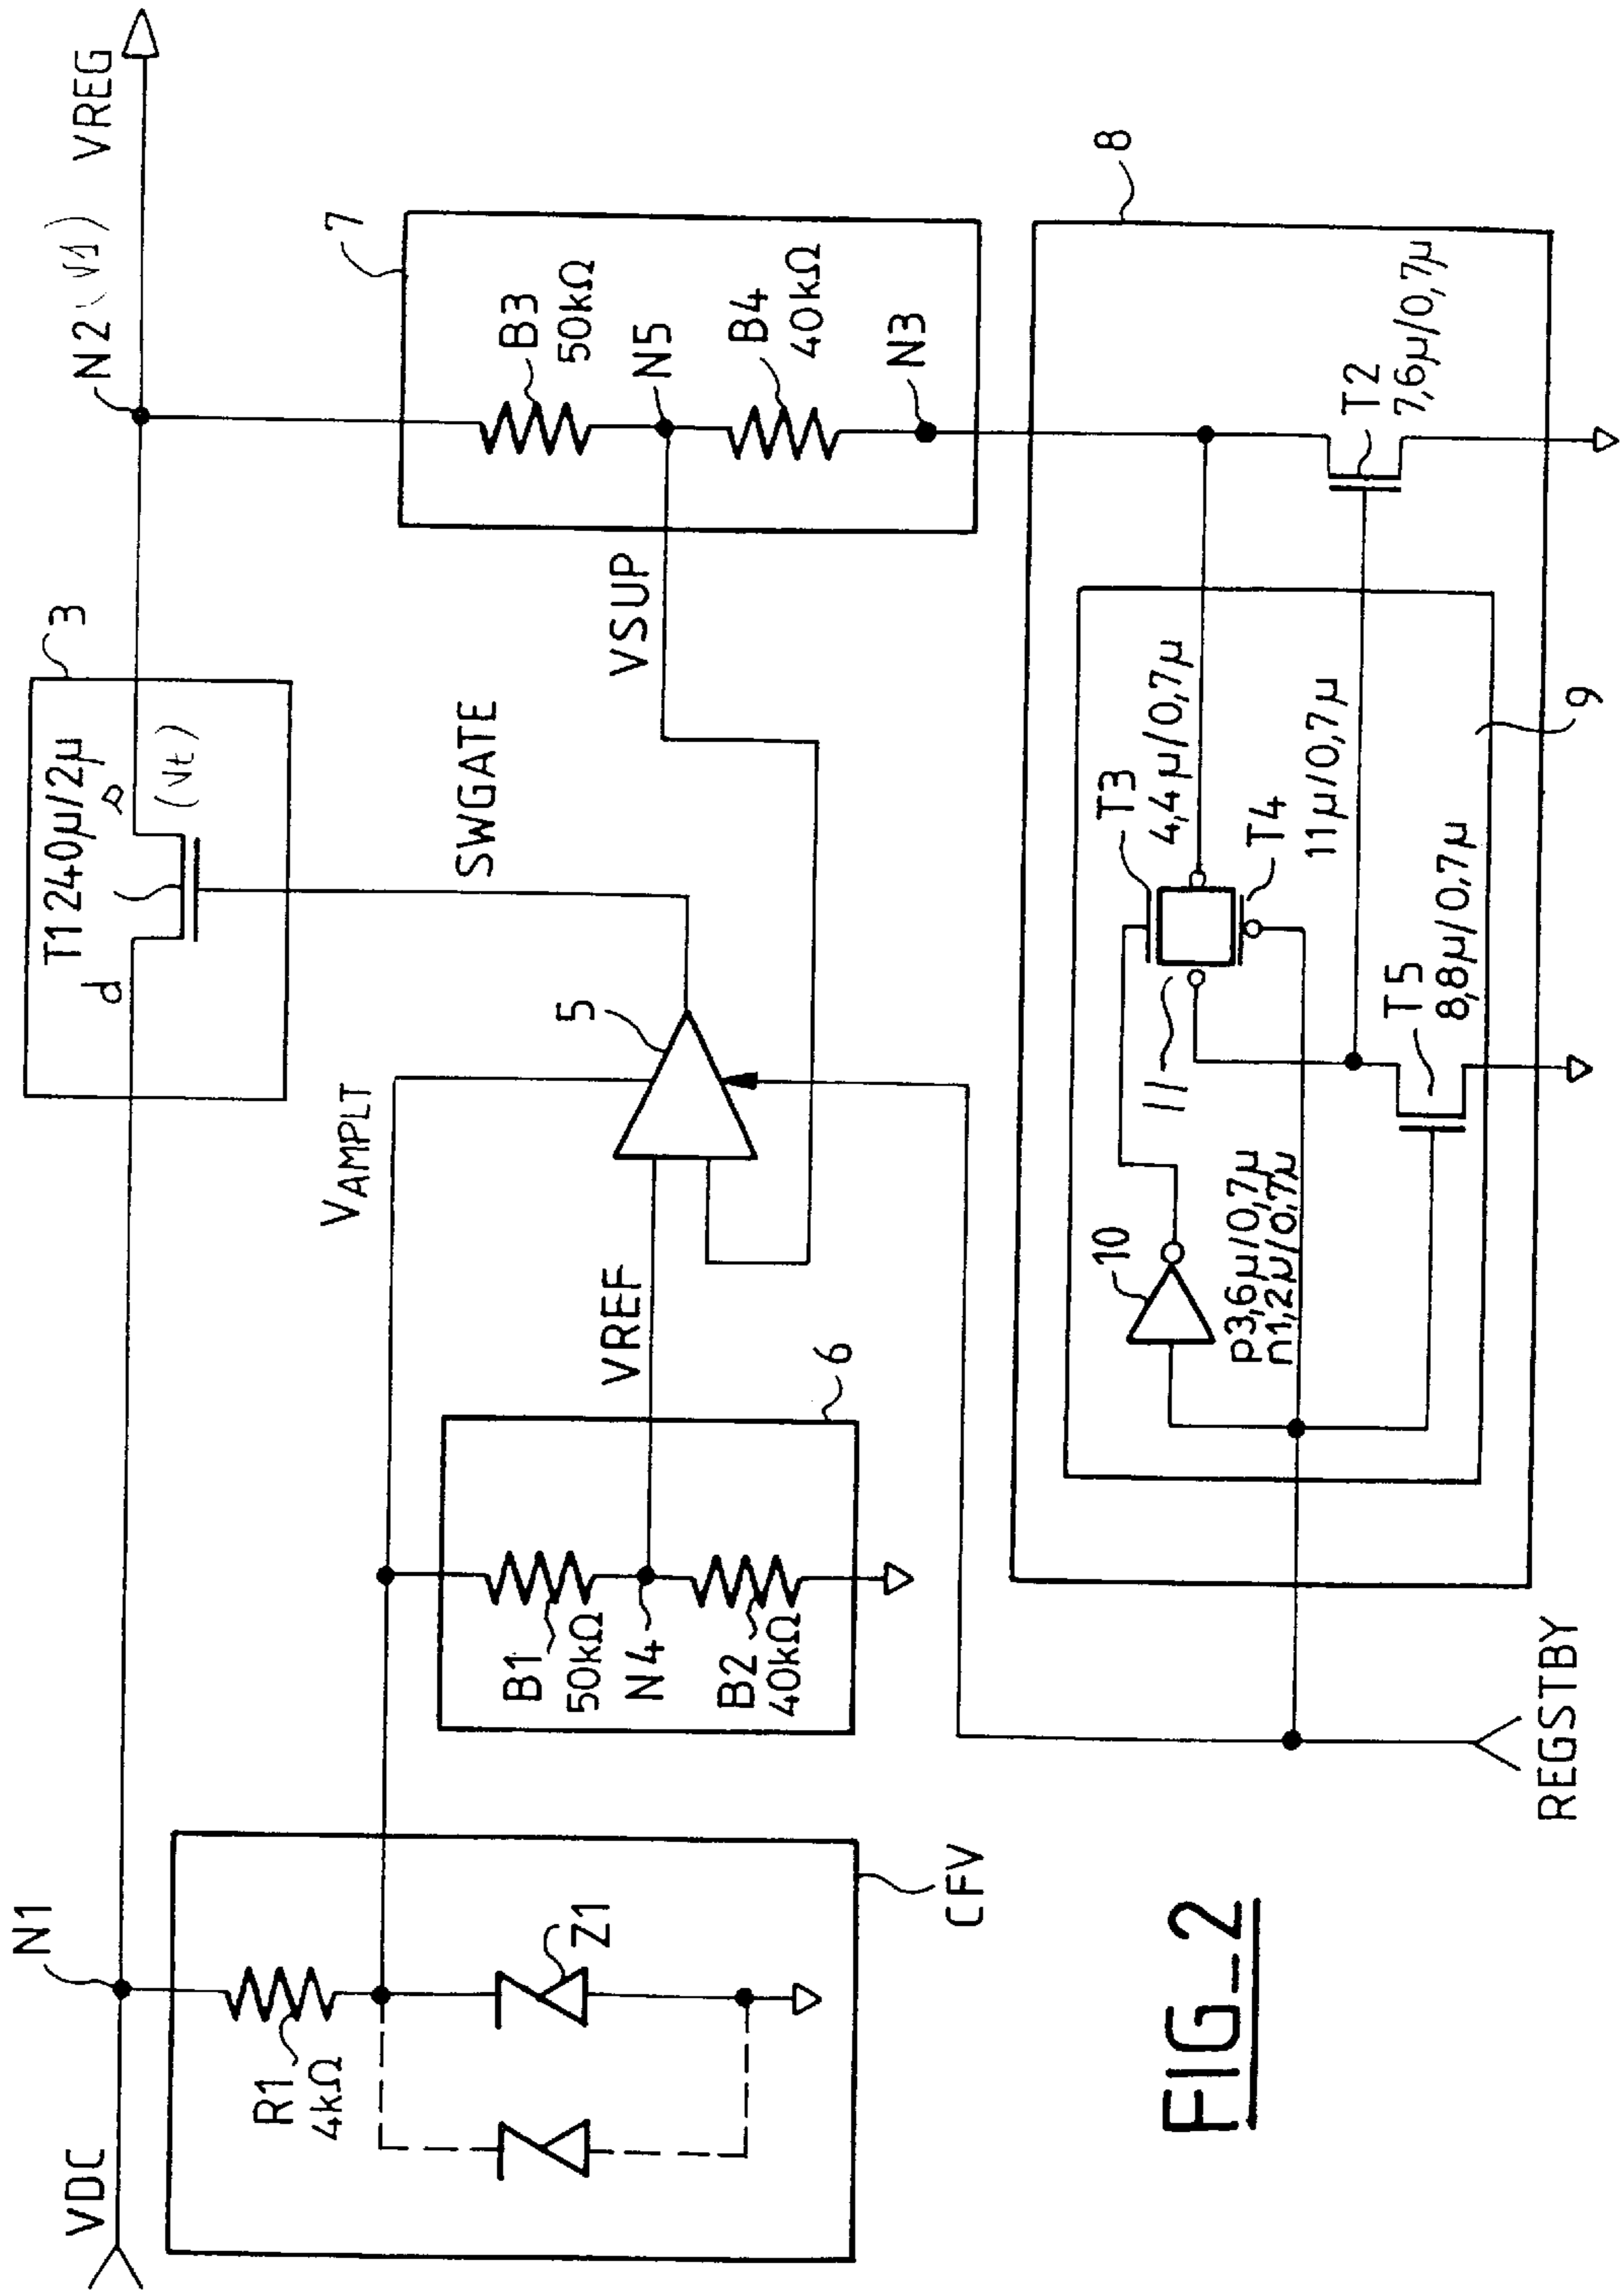 VDC
N1
R1
4kΩ
Z1
CFV
VAMPLT
B1
50kΩ
N4
B2
40kΩ
6
VREF
5
SWGATE
3
T1 240µ/2µ
d
s
(Vt)
N2 (V1)
VREG
7
B3
50kΩ
N5
B4
40kΩ
N3
VSUP
8
T2
7,6µ/0,7µ
T3
4,4µ/0,7µ
T4
11µ/0,7µ
11
10
p3,6µ/0,7µ
n1,2µ/0,7µ
T5
8,8µ/0,7µ
9
REGSTBY
FIG_2